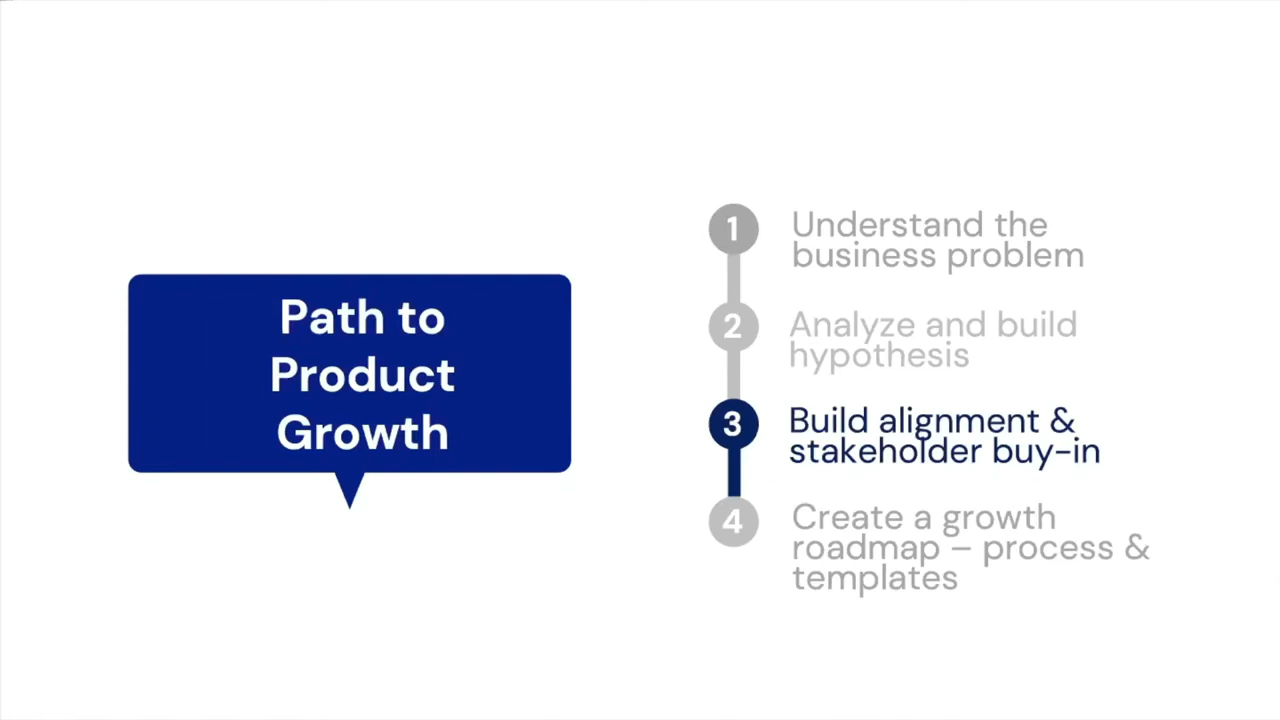 Path to
Product
Growth
1
Understand the
business problem
2
Analyze and build
hypothesis
3
Build alignment &
stakeholder buy-in
4
Create a growth
roadmap – process &
templates